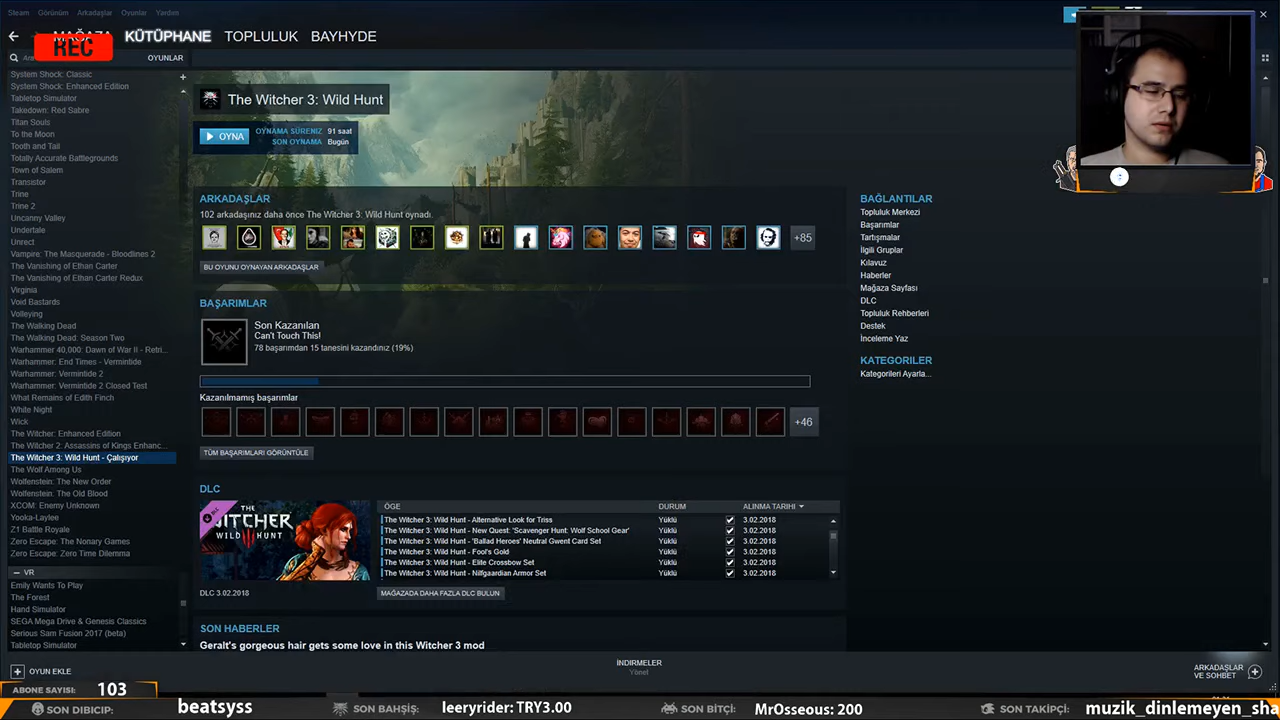 Steam Görünüm Arkadaşlar Oyunlar Yardım
MAĞAZA KÜTÜPHANE TOPLULUK BAYHYDE
REC
OYUNLAR
System Shock: Classic
System Shock: Enhanced Edition
Tabletop Simulator
Takedown: Red Sabre
Titan Souls
To the Moon
Tooth and Tail
Totally Accurate Battlegrounds
Town of Salem
Transistor
Trine
Trine 2
Uncanny Valley
Undertale
Unrect
Vampire: The Masquerade - Bloodlines 2
The Vanishing of Ethan Carter
The Vanishing of Ethan Carter Redux
Virginia
Void Bastards
Volleying
The Walking Dead
The Walking Dead: Season Two
Warhammer 40,000: Dawn of War II - Retri...
Warhammer: End Times - Vermintide
Warhammer: Vermintide 2
Warhammer: Vermintide 2 Closed Test
What Remains of Edith Finch
White Night
Wick
The Witcher: Enhanced Edition
The Witcher 2: Assassins of Kings Enhanc...
The Witcher 3: Wild Hunt - Çalışıyor
The Wolf Among Us
Wolfenstein: The New Order
Wolfenstein: The Old Blood
XCOM: Enemy Unknown
Yooka-Laylee
Z1 Battle Royale
Zero Escape: The Nonary Games
Zero Escape: Zero Time Dilemma
VR
Emily Wants To Play
The Forest
Hand Simulator
SEGA Mega Drive & Genesis Classics
Serious Sam Fusion 2017 (beta)
Tabletop Simulator
The Witcher 3: Wild Hunt
OYNA
OYNAMA SÜRENİZ 91 saat
SON OYNAMA Bugün
ARKADAŞLAR
102 arkadaşınız daha önce The Witcher 3: Wild Hunt oynadı.
+85
BU OYUNU OYNAYAN ARKADAŞLAR
BAŞARIMLAR
Son Kazanılan
Can't Touch This!
78 başarımdan 15 tanesini kazandınız (19%)
Kazanılmamış başarımlar
+46
TÜM BAŞARIMLARI GÖRÜNTÜLE
DLC
THE WITCHER WILD HUNT
DLC 3.02.2018
ÖGE DURUM ALINMA TARIHI
The Witcher 3: Wild Hunt - Alternative Look for Triss Yüklü 3.02.2018
The Witcher 3: Wild Hunt - New Quest: 'Scavenger Hunt: Wolf School Gear' Yüklü 3.02.2018
The Witcher 3: Wild Hunt - 'Ballad Heroes' Neutral Gwent Card Set Yüklü 3.02.2018
The Witcher 3: Wild Hunt - Fool's Gold Yüklü 3.02.2018
The Witcher 3: Wild Hunt - Elite Crossbow Set Yüklü 3.02.2018
The Witcher 3: Wild Hunt - Nilfgaardian Armor Set Yüklü 3.02.2018
MAĞAZADA DAHA FAZLA DLC BULUN
SON HABERLER
Geralt's gorgeous hair gets some love in this Witcher 3 mod
BAĞLANTILAR
Topluluk Merkezi
Başarımlar
Tartışmalar
İlgili Gruplar
Kılavuz
Haberler
Mağaza Sayfası
DLC
Topluluk Rehberleri
Destek
İnceleme Yaz
KATEGORİLER
Kategorileri Ayarla...
OYUN EKLE
İNDİRMELER
Yönet
ARKADAŞLAR
VE SOHBET
ABONE SAYISI: 103
SON DIBICIP: beatsyss SON BAHŞİŞ: leeryrider: TRY3.00 SON BİTÇİ: MrOsseous: 200 SON TAKİPÇİ: muzik_dinlemeyen_sha